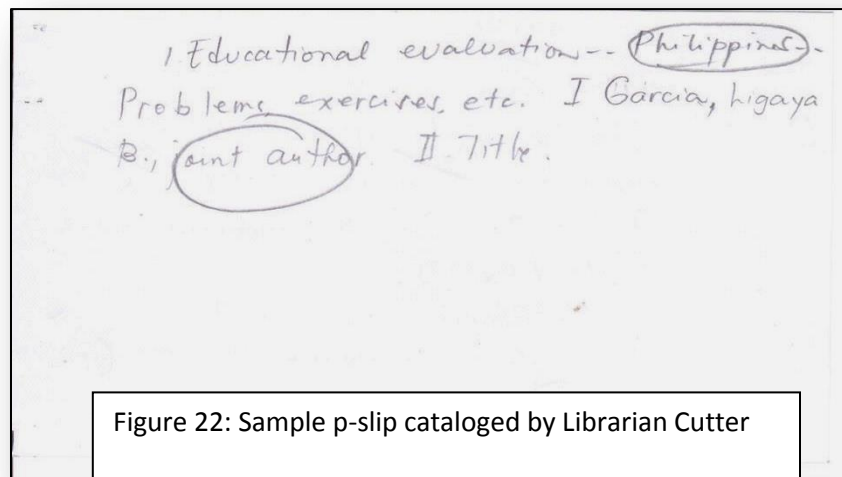 1. Educational evaluation -- Philippines --
Problems, exercises, etc. I Garcia, Ligaya
B., joint author. II. Title.
Figure 22: Sample p-slip cataloged by Librarian Cutter